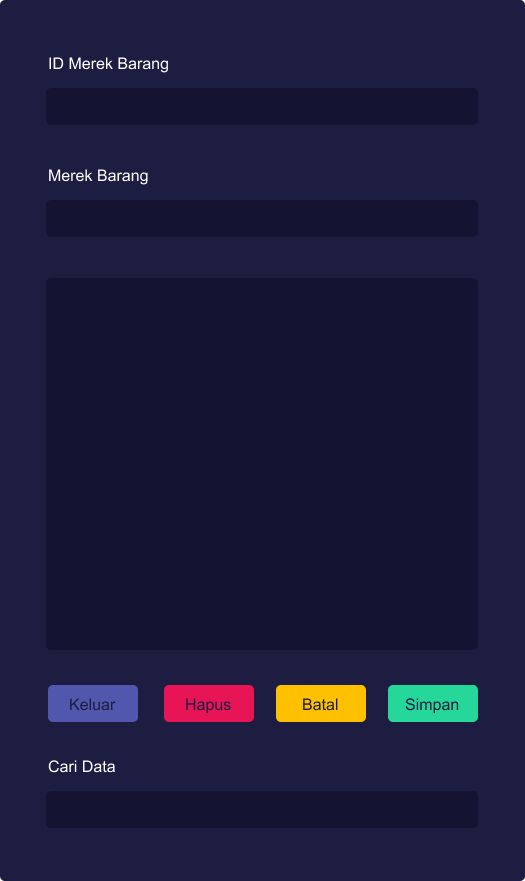 ID Merek Barang
Merek Barang
Keluar Hapus Batal Simpan
Cari Data